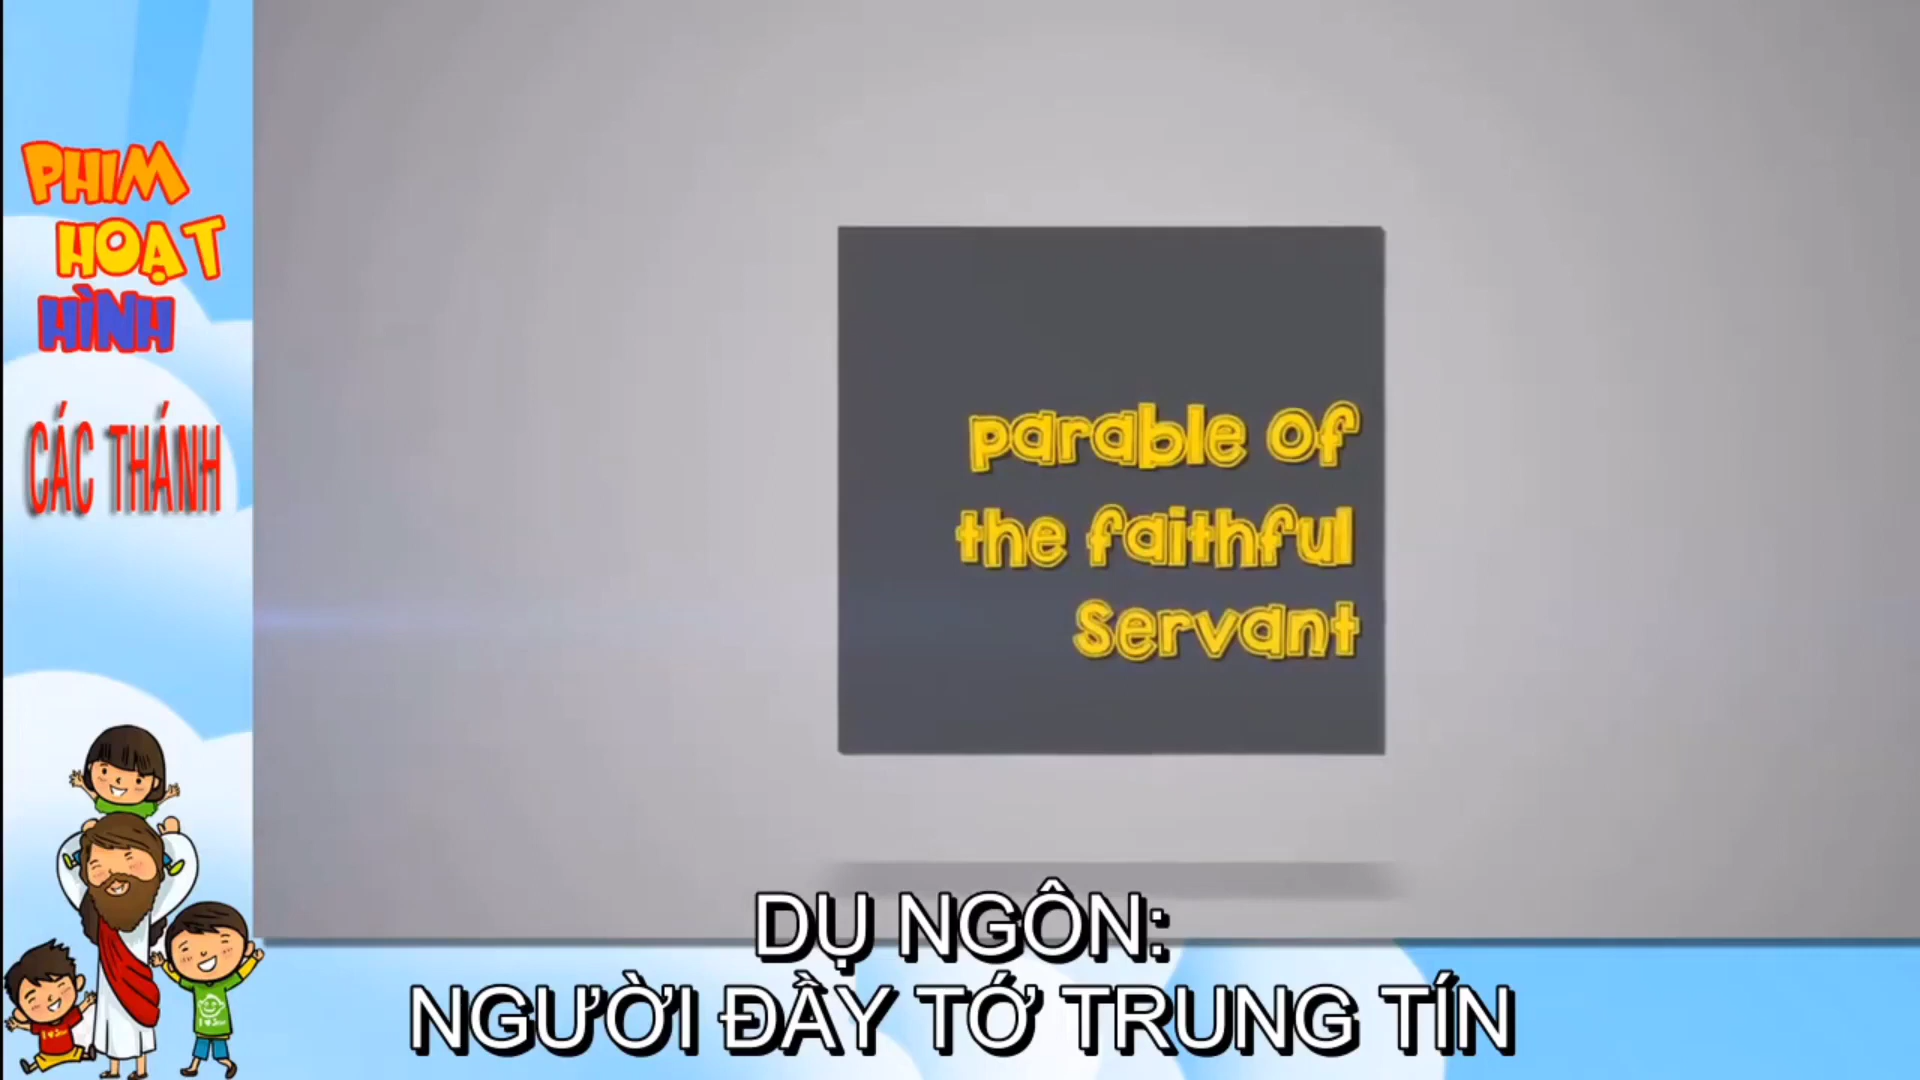 PHIM
HOẠT
HÌNH
CÁC THÁNH
parable of
the faithful
Servant
DỤ NGÔN:
NGƯỜI ĐẦY TỚ TRUNG TÍN